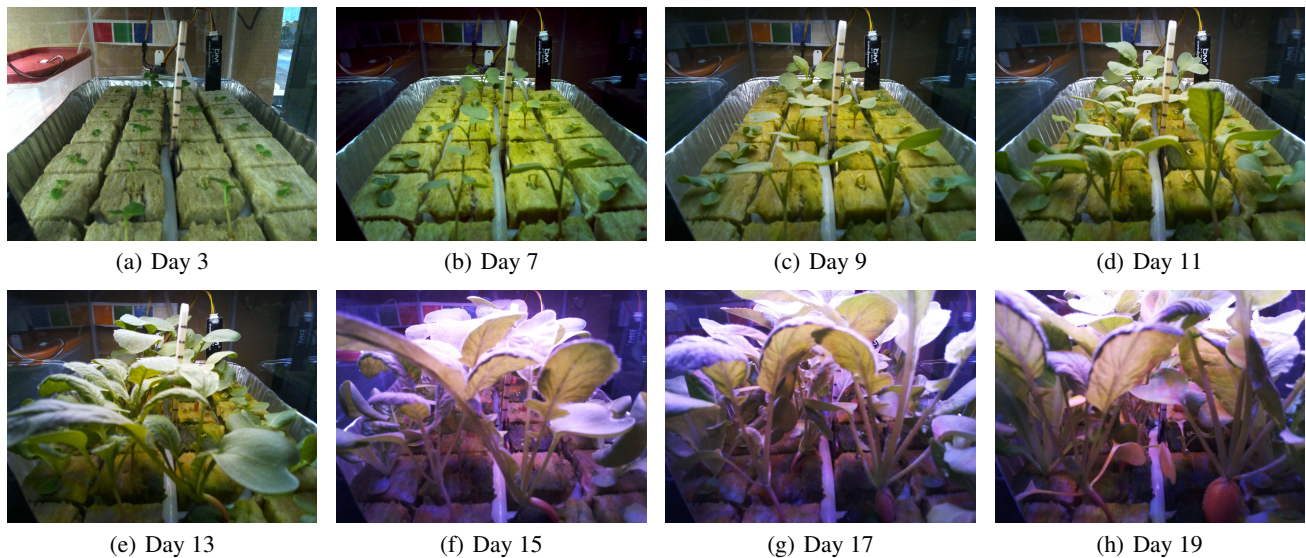 (a) Day 3
(b) Day 7
(c) Day 9
(d) Day 11
(e) Day 13
(f) Day 15
(g) Day 17
(h) Day 19